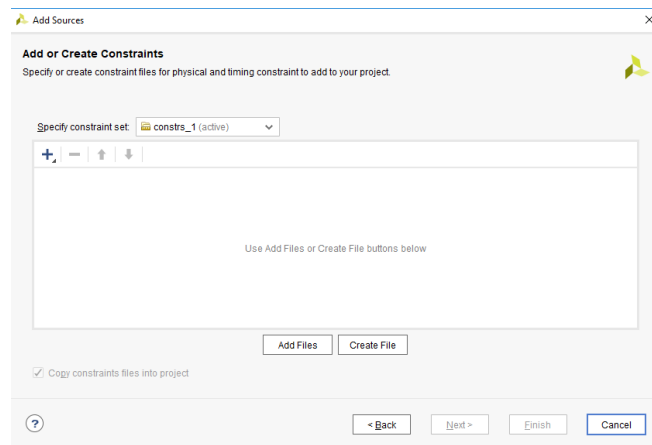 Add Sources
Add or Create Constraints
Specify or create constraint files for physical and timing constraint to add to your project.
Specify constraint set: constrs_1 (active)
Use Add Files or Create File buttons below
Add Files Create File
Copy constraints files into project
? < Back Next > Finish Cancel